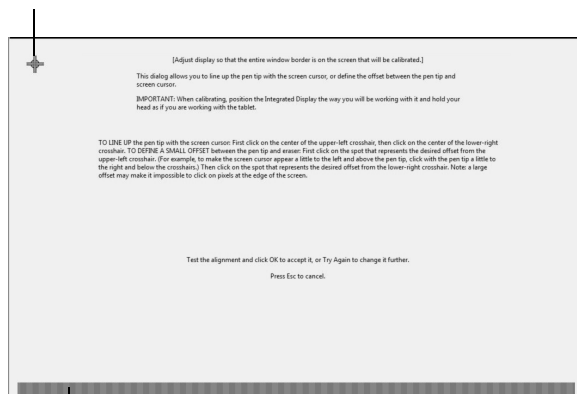 [Adjust display so that the entire window border is on the screen that will be calibrated.]
This dialog allows you to line up the pen tip with the screen cursor, or define the offset between the pen tip and
screen cursor.
IMPORTANT: When calibrating, position the Integrated Display the way you will be working with it and hold your
head as if you are working with the tablet.
TO LINE UP the pen tip with the screen cursor: First click on the center of the upper-left crosshair, then click on the center of the lower-right
crosshair. TO DEFINE A SMALL OFFSET between the pen tip and eraser: First click on the spot that represents the desired offset from the
upper-left crosshair. (For example, to make the screen cursor appear a little to the left and above the pen tip, click with the pen tip a little to
the right and below the crosshairs.) Then click on the spot that represents the desired offset from the lower-right crosshair. Note: a large
offset may make it impossible to click on pixels at the edge of the screen.
Test the alignment and click OK to accept it, or Try Again to change it further.
Press Esc to cancel.